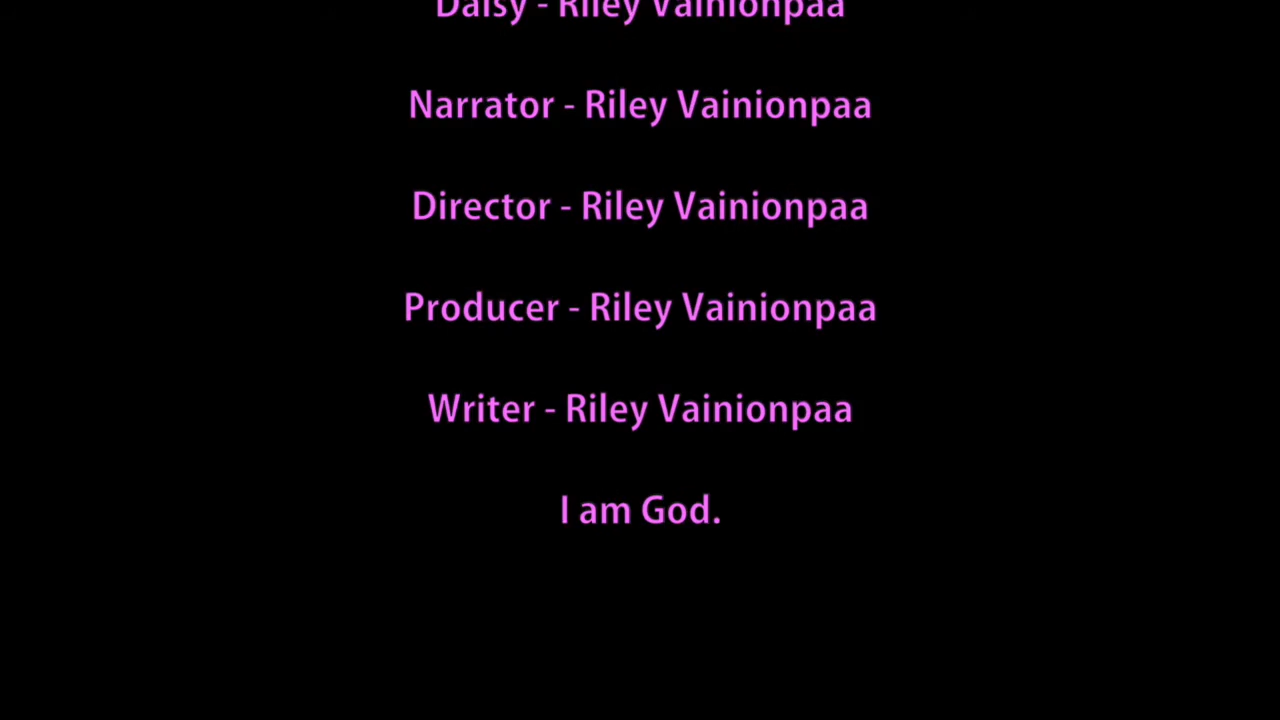 Daisy - Riley Vainionpaa
Narrator - Riley Vainionpaa
Director - Riley Vainionpaa
Producer - Riley Vainionpaa
Writer - Riley Vainionpaa
I am God.